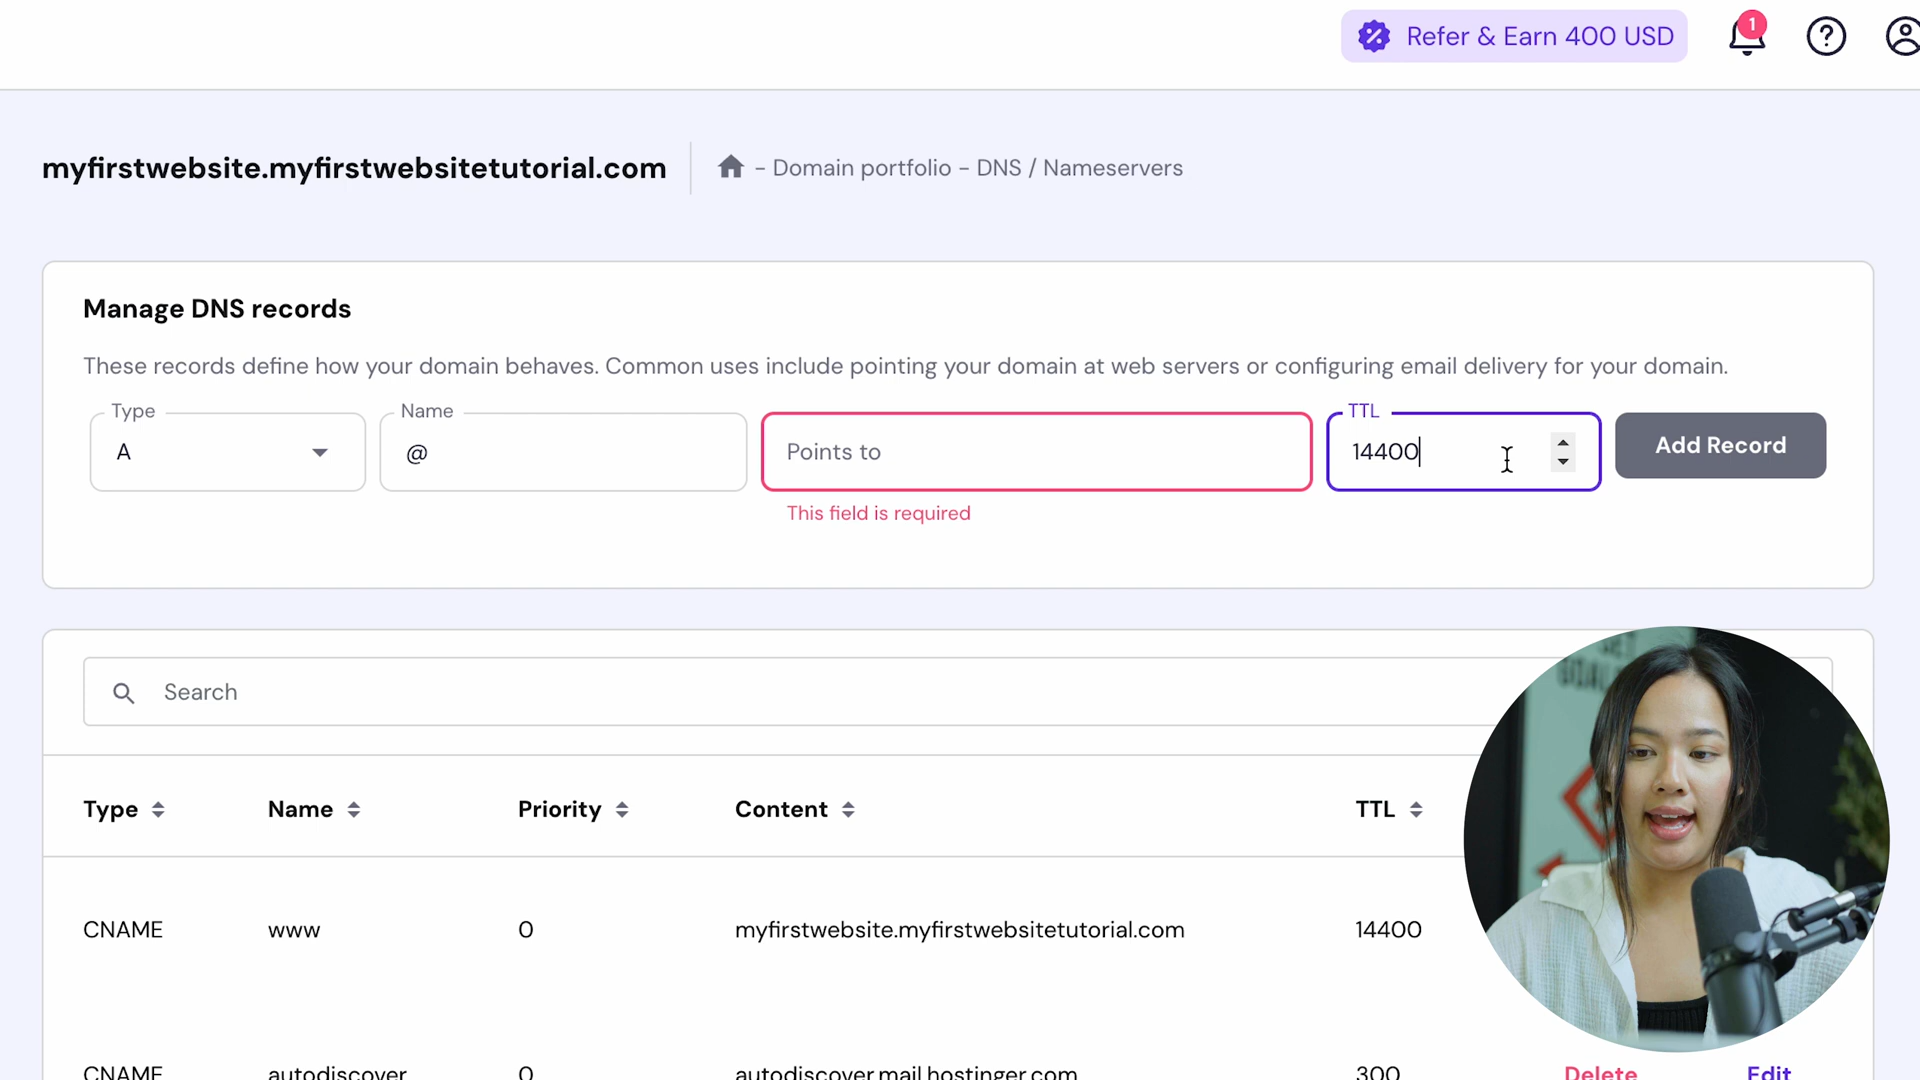 Refer & Earn 400 USD
1
?
myfirstwebsite.myfirstwebsitetutorial.com
- Domain portfolio - DNS / Nameservers
Manage DNS records
These records define how your domain behaves. Common uses include pointing your domain at web servers or configuring email delivery for your domain.
Type
Name
TTL
A
@
Points to
14400
Add Record
This field is required
Search
Type
Name
Priority
Content
TTL
CNAME
www
0
myfirstwebsite.myfirstwebsitetutorial.com
14400
CNAME
autodiscover
0
autodiscover.mail.hostinger.com
300
Delete
Edit